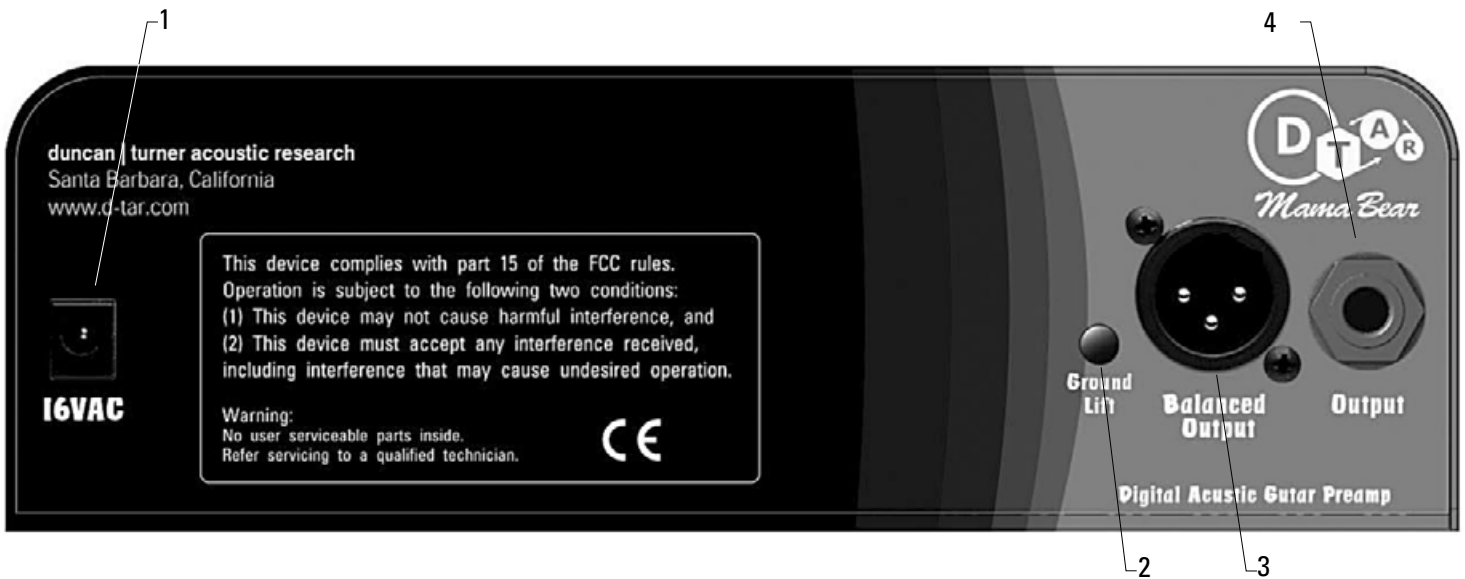 1
4
duncan | turner acoustic research
Santa Barbara, California
www.d-tar.com
D T A R
Mama Bear
This device complies with part 15 of the FCC rules.
Operation is subject to the following two conditions:
(1) This device may not cause harmful interference, and
(2) This device must accept any interference received,
including interference that may cause undesired operation.
Warning:
No user serviceable parts inside.
Refer servicing to a qualified technician.
CE
16VAC
Ground
Lift
Balanced
Output
Output
Digital Acustic Gutar Preamp
2
3